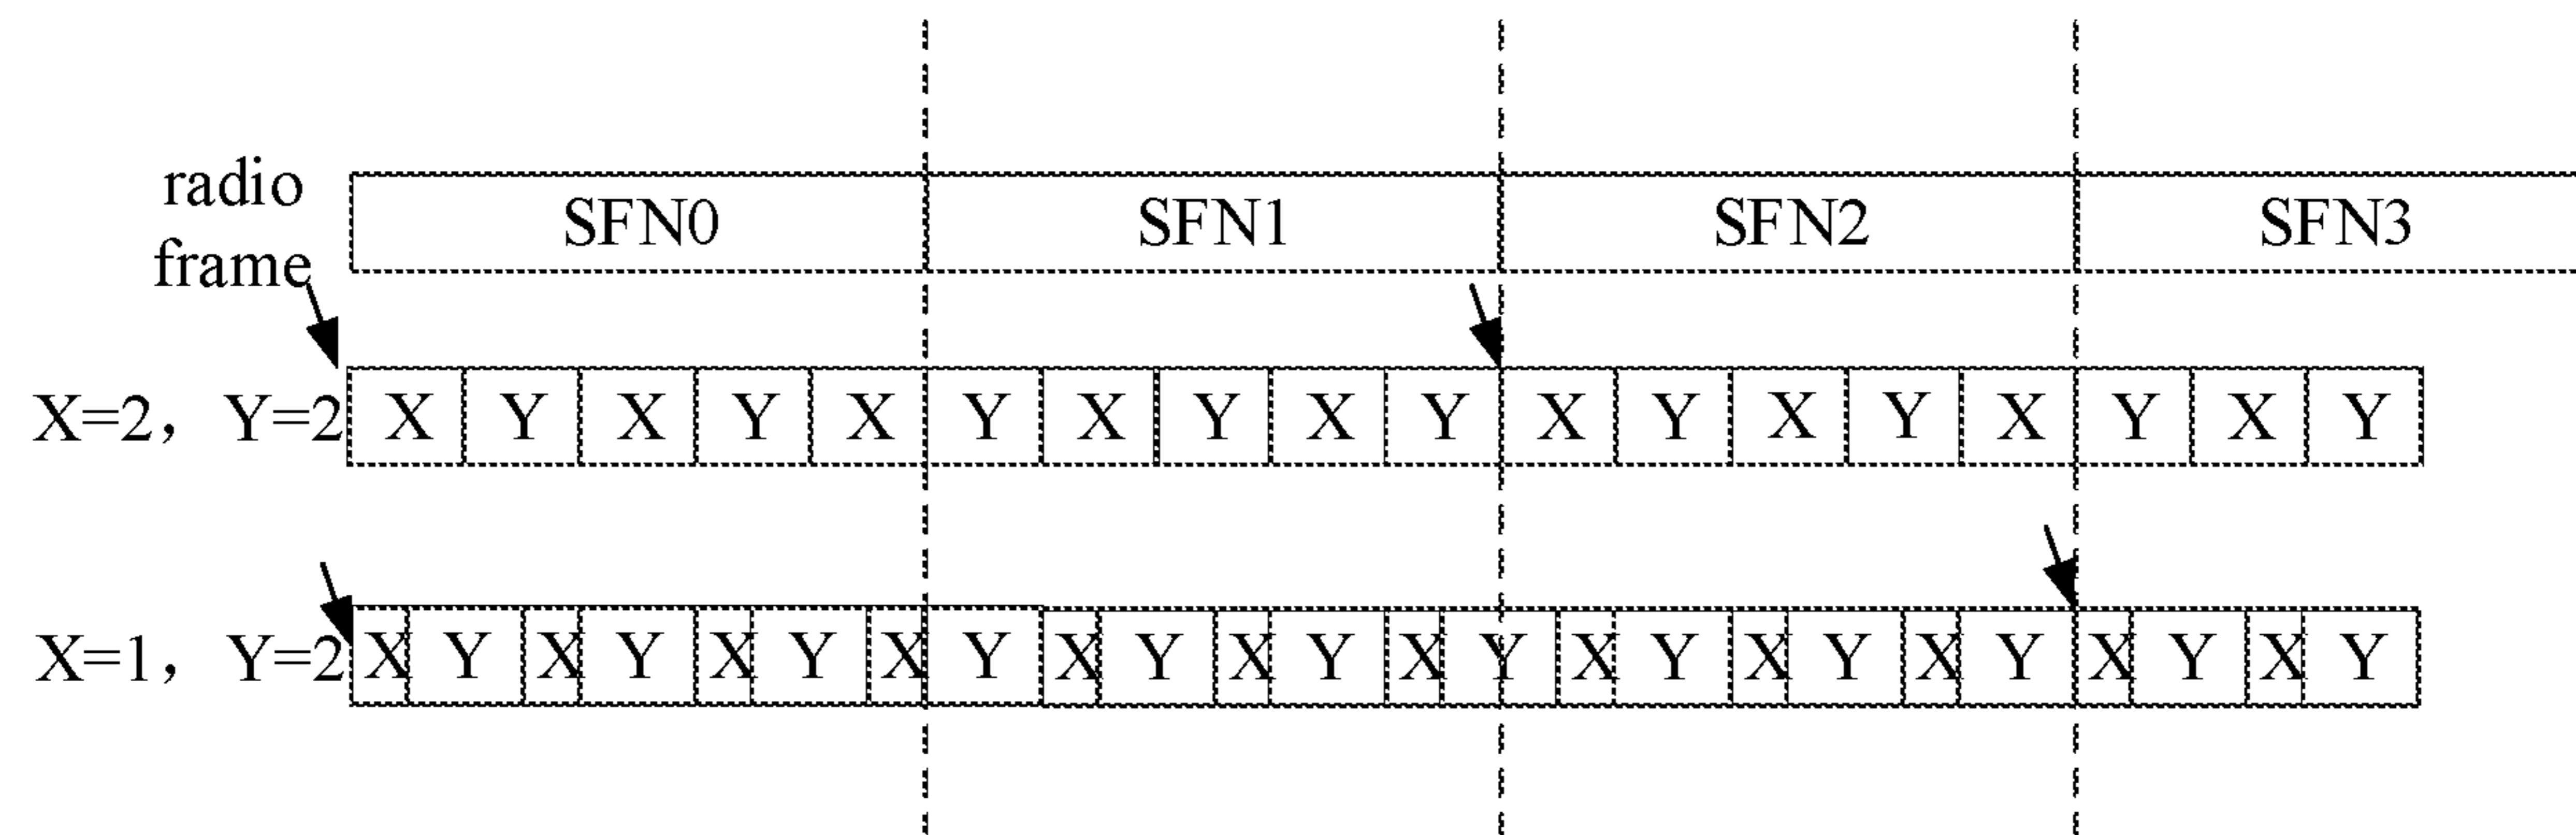 radio
frame
SFN0 SFN1 SFN2 SFN3
X=2, Y=2 X Y X Y X Y X Y X Y X Y X Y X Y X Y
X=1, Y=2 X Y X Y X Y X Y X Y X Y X Y X Y X Y X Y X Y X Y